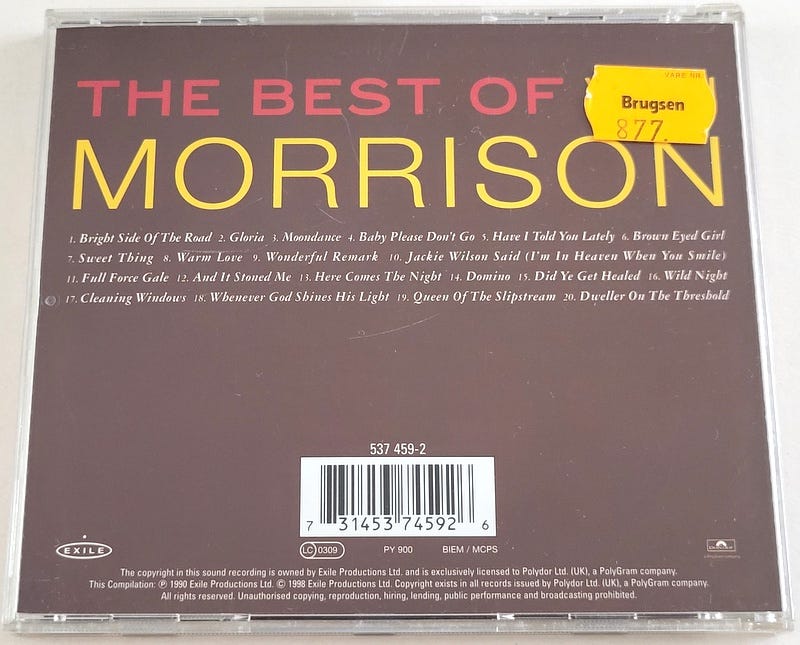 THE BEST OF
MORRISON
VARE NR.
Brugsen
877.
1. Bright Side Of The Road 2. Gloria 3. Moondance 4. Baby Please Don't Go 5. Have I Told You Lately 6. Brown Eyed Girl
7. Sweet Thing 8. Warm Love 9. Wonderful Remark 10. Jackie Wilson Said (I'm In Heaven When You Smile)
11. Full Force Gale 12. And It Stoned Me 13. Here Comes The Night 14. Domino 15. Did Ye Get Healed 16. Wild Night
17. Cleaning Windows 18. Whenever God Shines His Light 19. Queen Of The Slipstream 20. Dweller On The Threshold
537 459-2
7 31453 74592 6
EXILE
LC 0309 PY 900 BIEM / MCPS
a PolyGram company
The copyright in this sound recording is owned by Exile Productions Ltd. and is exclusively licensed to Polydor Ltd. (UK), a PolyGram company.
This Compilation: ℗ 1990 Exile Productions Ltd. © 1998 Exile Productions Ltd. Copyright exists in all records issued by Polydor Ltd. (UK), a PolyGram company.
All rights reserved. Unauthorised copying, reproduction, hiring, lending, public performance and broadcasting prohibited.